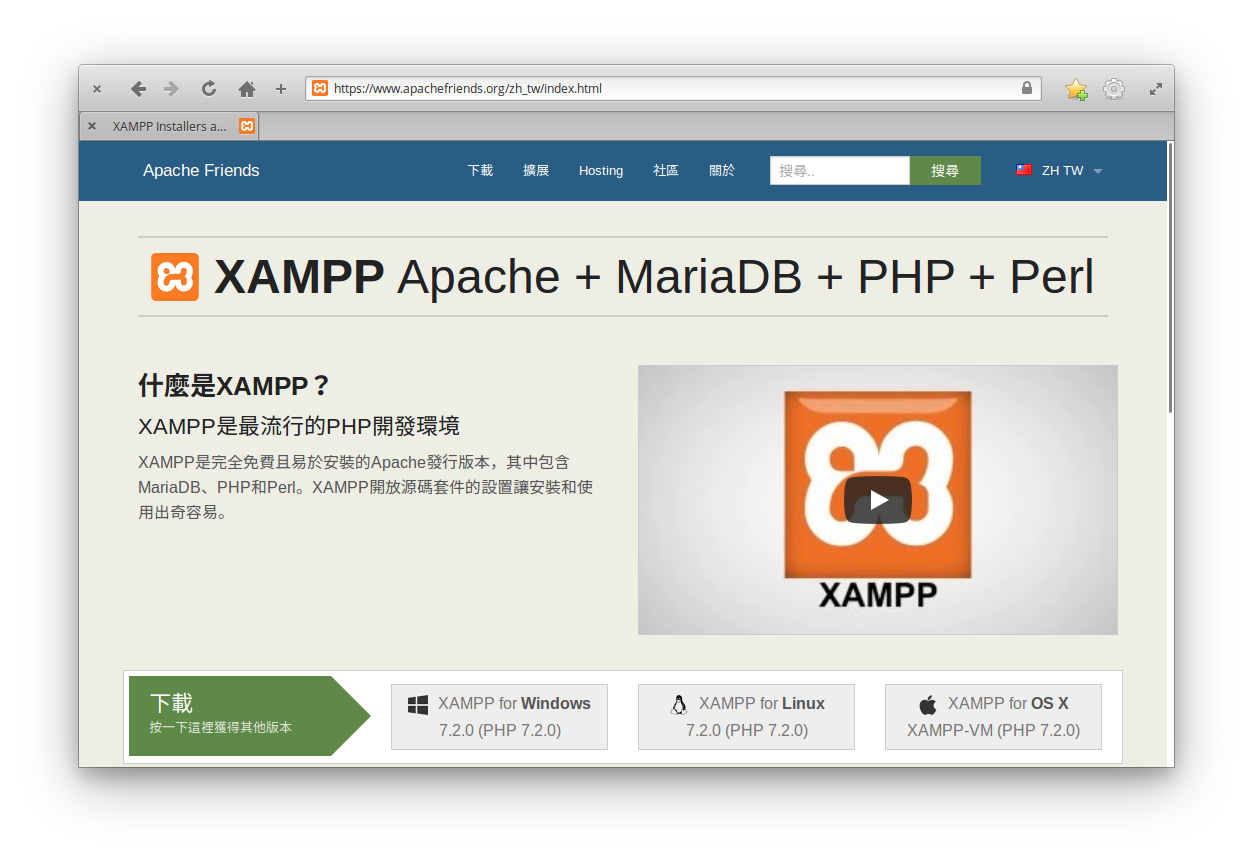 https://www.apachefriends.org/zh_tw/index.html
XAMPP Installers a...
Apache Friends 下載 擴展 Hosting 社區 關於 搜尋.. 搜尋 ZH TW
XAMPP Apache + MariaDB + PHP + Perl
什麼是XAMPP？
XAMPP是最流行的PHP開發環境
XAMPP是完全免費且易於安裝的Apache發行版本，其中包含
MariaDB、PHP和Perl。XAMPP開放源碼套件的設置讓安裝和使
用出奇容易。
XAMPP
下載
按一下這裡獲得其他版本
XAMPP for Windows
7.2.0 (PHP 7.2.0)
XAMPP for Linux
7.2.0 (PHP 7.2.0)
XAMPP for OS X
XAMPP-VM (PHP 7.2.0)